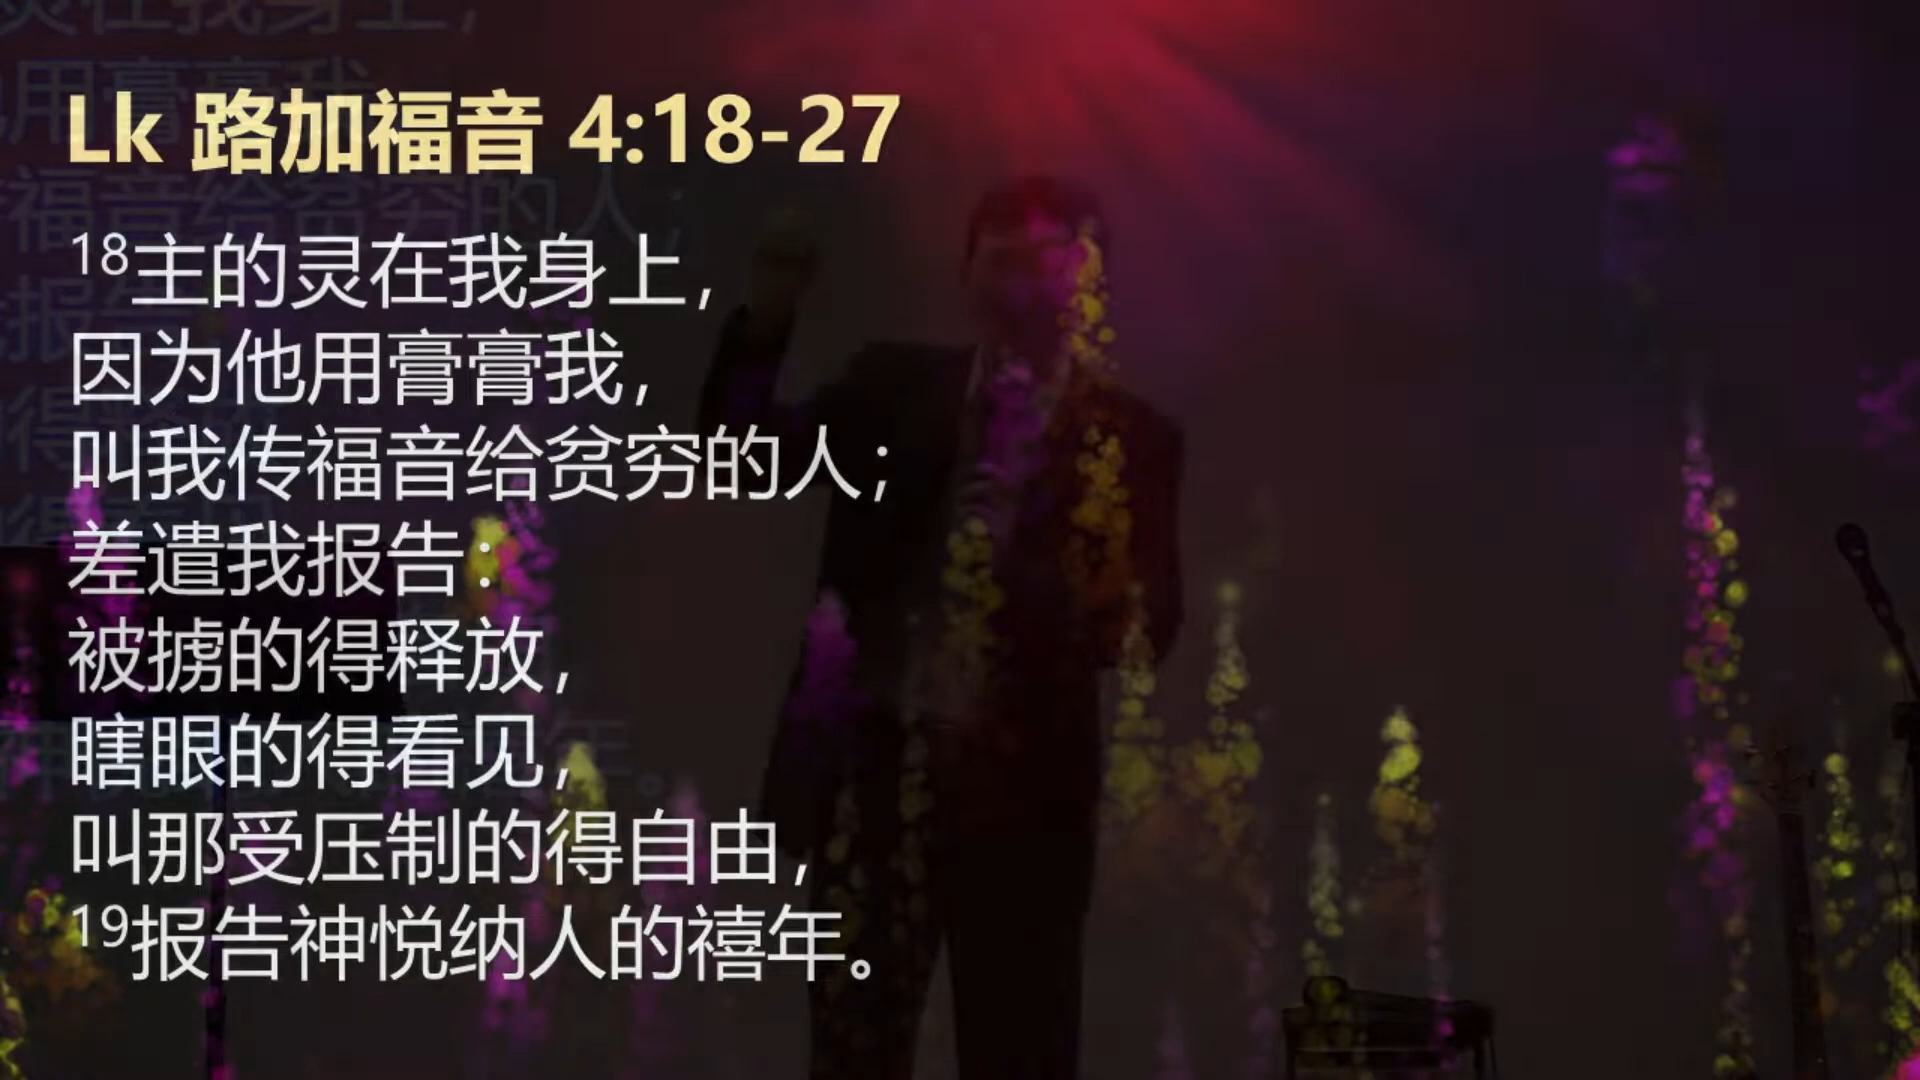 Lk 路加福音 4:18-27
18主的灵在我身上，
因为他用膏膏我，
叫我传福音给贫穷的人；
差遣我报告：
被掳的得释放，
瞎眼的得看见，
叫那受压制的得自由，
19报告神悦纳人的禧年。